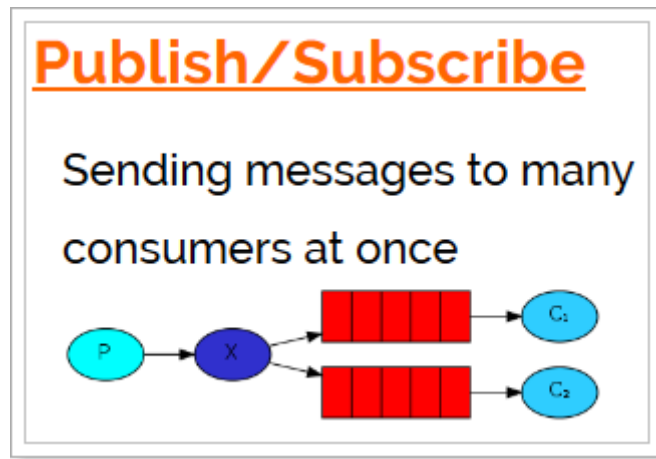 Publish/Subscribe
Sending messages to many
consumers at once
P
X
C₁
C₂